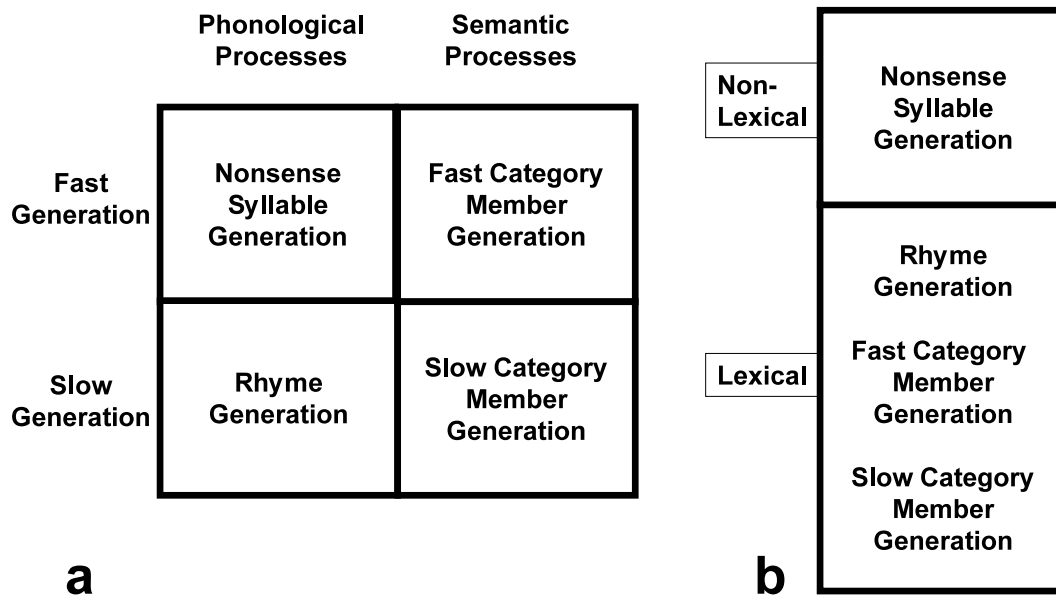 Phonological
Processes
Semantic
Processes
Fast
Generation
Nonsense
Syllable
Generation
Fast Category
Member
Generation
Slow
Generation
Rhyme
Generation
Slow Category
Member
Generation
a
Non-
Lexical
Nonsense
Syllable
Generation
Lexical
Rhyme
Generation
Fast Category
Member
Generation
Slow Category
Member
Generation
b